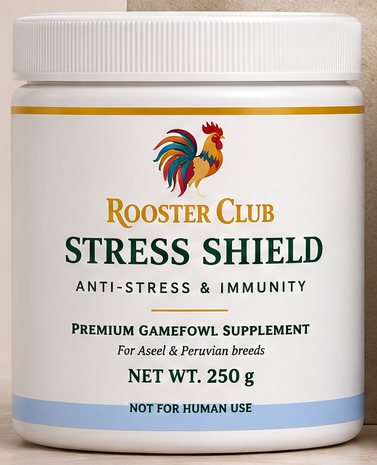 ROOSTER CLUB
STRESS SHIELD
ANTI-STRESS & IMMUNITY
PREMIUM GAMEFOWL SUPPLEMENT
For Aseel & Peruvian breeds
NET WT. 250 g
NOT FOR HUMAN USE